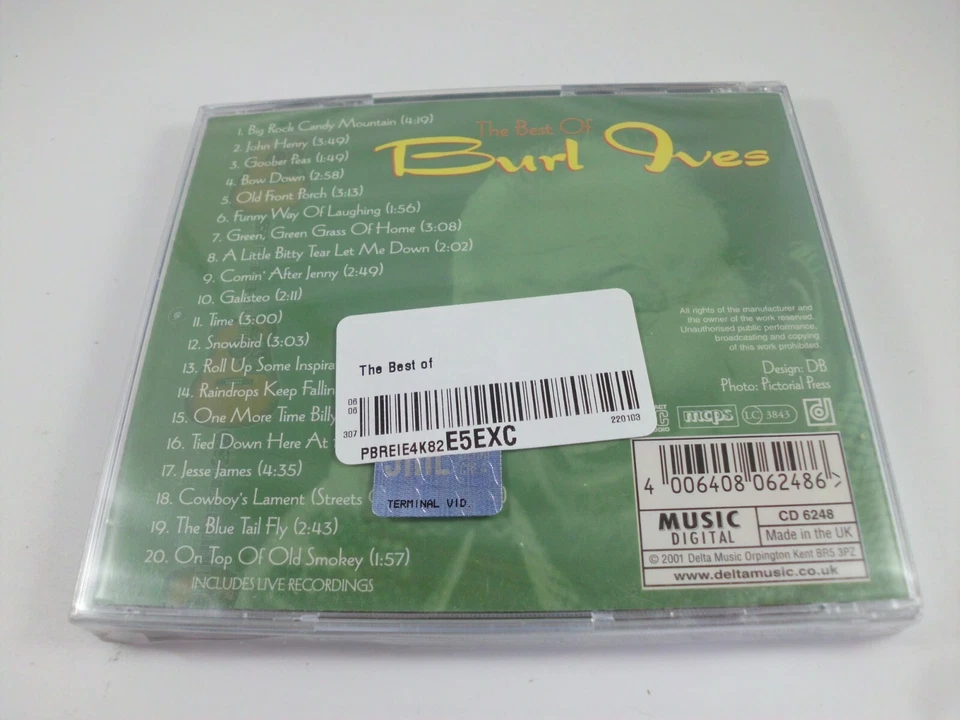 1. Big Rock Candy Mountain (4:19)
2. John Henry (3:49)
3. Goober Peas (1:49)
4. Bow Down (2:58)
5. Old Front Porch (3:13)
6. Funny Way Of Laughing (1:56)
7. Green, Green Grass Of Home (3:08)
8. A Little Bitty Tear Let Me Down (2:02)
9. Comin' After Jenny (2:49)
10. Galisteo (2:11)
11. Time (3:00)
12. Snowbird (3:03)
13. Roll Up Some Inspira
14. Raindrops Keep Fallin
15. One More Time Billy
16. Tied Down Here At
17. Jesse James (4:35)
18. Cowboy's Lament (Streets
19. The Blue Tail Fly (2:43)
20. On Top Of Old Smokey (1:57)
INCLUDES LIVE RECORDINGS
The Best Of
Burl Ives
All rights of the manufacturer and
the owner of the work reserved.
Unauthorised public performance,
broadcasting and copying
of this work prohibited.
Design: DB
Photo: Pictorial Press
mcps
LC 3843
The Best of
06
06
307
220103
PBREIE4K82E5EXC
TERMINAL VID.
4 006408 062486 >
MUSIC
DIGITAL
CD 6248
Made in the UK
© 2001 Delta Music Orpington Kent BR5 3PZ
www.deltamusic.co.uk